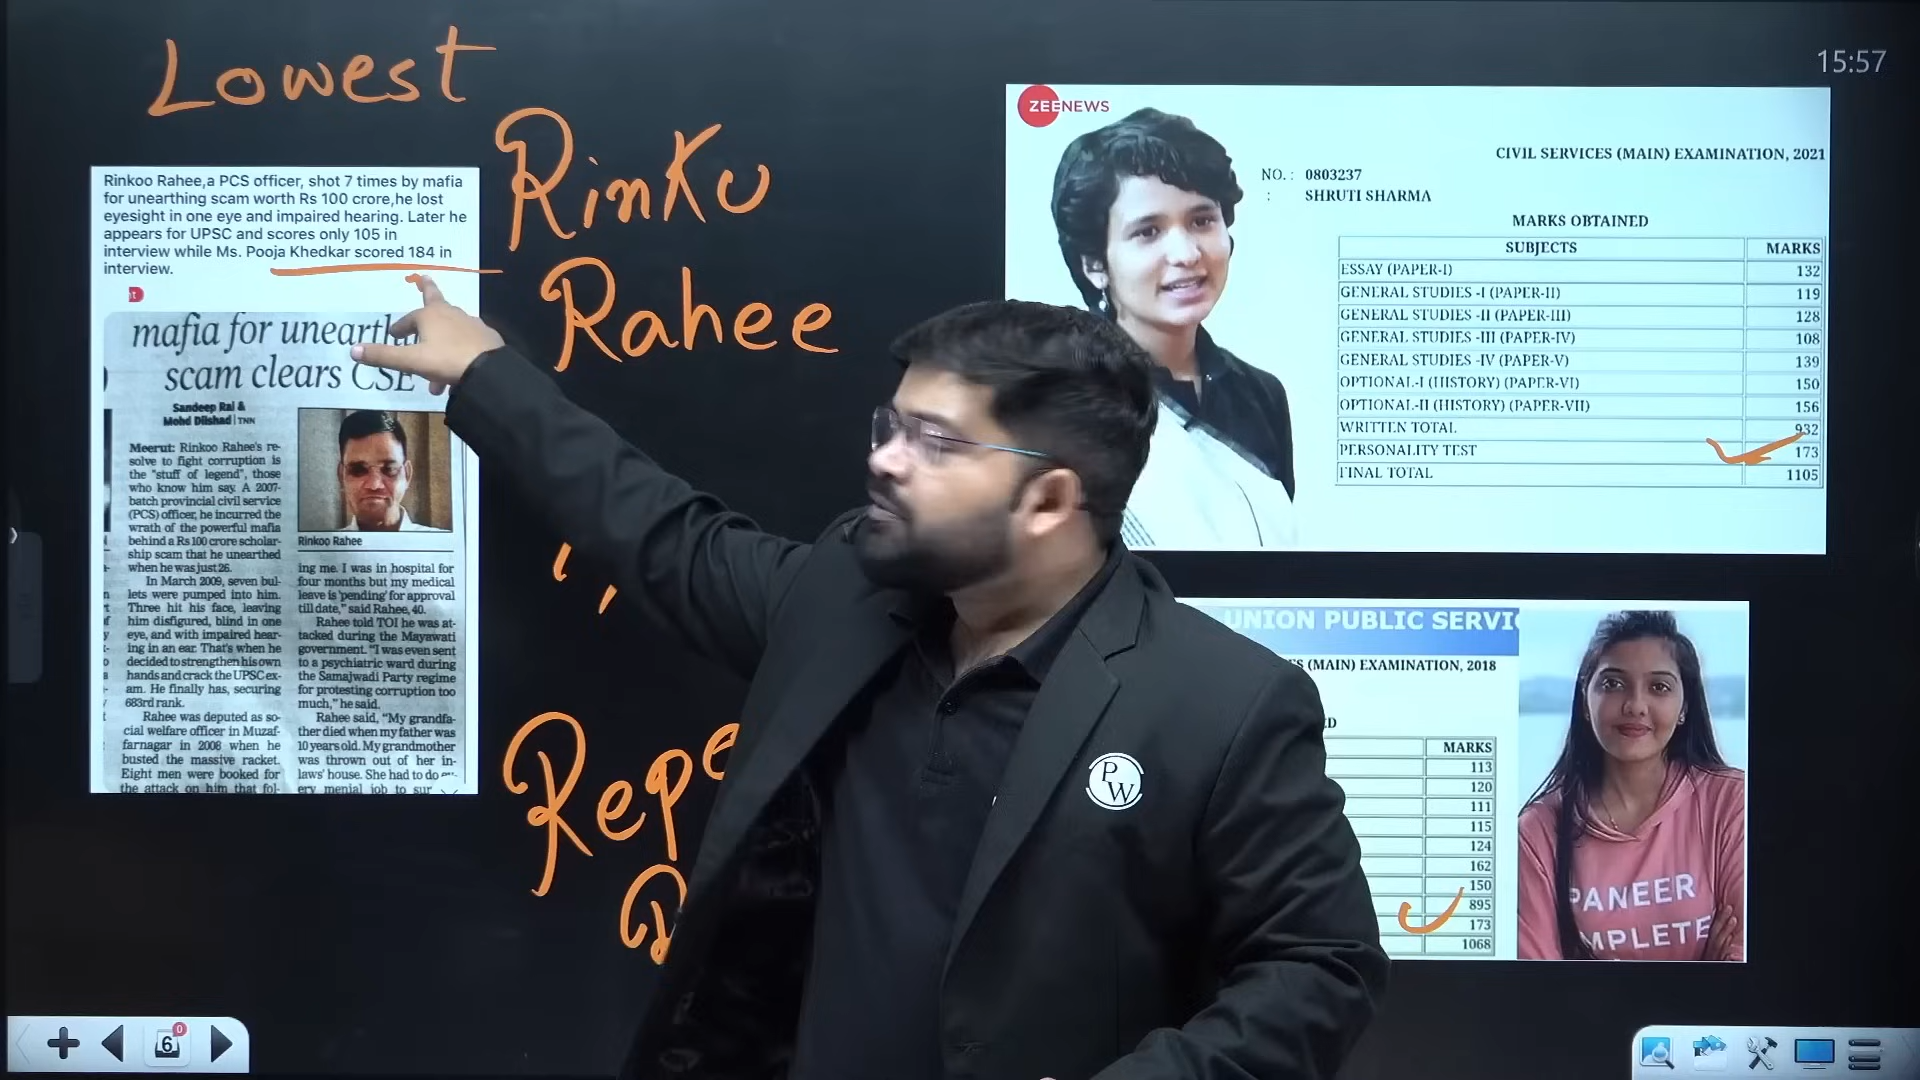 Lowest
15:57
Rinku
Rahee
Rinkoo Rahee,a PCS officer, shot 7 times by mafia
for unearthing scam worth Rs 100 crore,he lost
eyesight in one eye and impaired hearing. Later he
appears for UPSC and scores only 105 in
interview while Ms. Pooja Khedkar scored 184 in
interview.
mafia for unearth
scam clears CSE
Sandeep Rai &
Mohd Dilshad | TNN
Meerut: Rinkoo Rahee's re-
solve to fight corruption is
the "stuff of legend", those
who know him say. A 2007-
batch provincial civil service
(PCS) officer, he incurred the
wrath of the powerful mafia
behind a Rs 100 crore scholar-
ship scam that he unearthed
when he was just 26.
In March 2009, seven bul-
lets were pumped into him.
Three hit his face, leaving
him disfigured, blind in one
eye, and with impaired hear-
ing in an ear. That's when he
decided to strengthen his own
hands and crack the UPSC ex-
am. He finally has, securing
683rd rank.
Rahee was deputed as so-
cial welfare officer in Muzaf-
farnagar in 2008 when he
busted the massive racket.
Eight men were booked for
the attack on him that fol-
Rinkoo Rahee
ing me. I was in hospital for
four months but my medical
leave is 'pending' for approval
till date," said Rahee, 40.
Rahee told TOI he was at-
tacked during the Mayawati
government. "I was even sent
to a psychiatric ward during
the Samajwadi Party regime
for protesting corruption too
much," he said.
Rahee said, "My grandfa-
ther died when my father was
10 years old. My grandmother
was thrown out of her in-
laws' house. She had to do ev-
ery menial job to sur
Repe
ZEENEWS
CIVIL SERVICES (MAIN) EXAMINATION, 2021
NO. : 0803237
: SHRUTI SHARMA
MARKS OBTAINED
SUBJECTS MARKS
ESSAY (PAPER-I) 132
GENERAL STUDIES -I (PAPER-II) 119
GENERAL STUDIES -II (PAPER-III) 128
GENERAL STUDIES -III (PAPER-IV) 108
GENERAL STUDIES -IV (PAPER-V) 139
OPTIONAL-I (HISTORY) (PAPER-VI) 150
OPTIONAL-II (HISTORY) (PAPER-VII) 156
WRITTEN TOTAL 932
PERSONALITY TEST 173
FINAL TOTAL 1105
UNION PUBLIC SERVI
ES (MAIN) EXAMINATION, 2018
ED
MARKS
113
120
111
115
124
162
150
895
173
1068
PANEER
MPLETE
PW
6
0